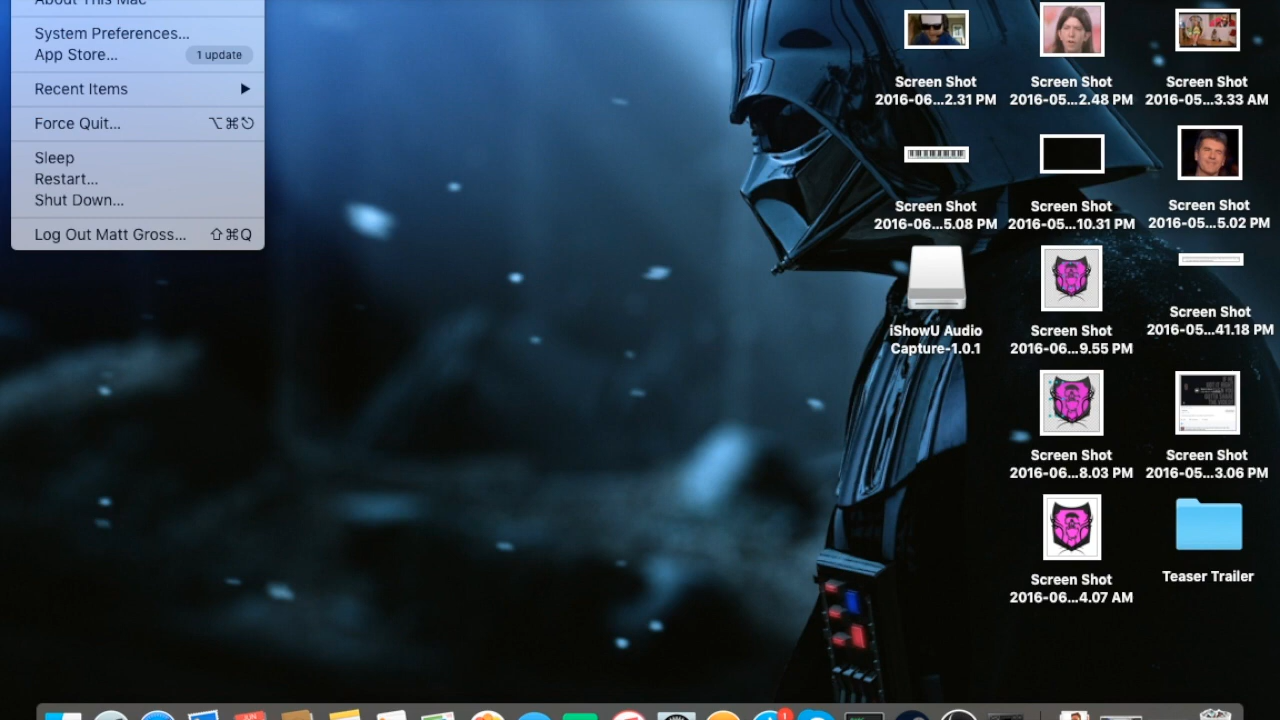 About This Mac
System Preferences...
App Store... 1 update
Recent Items
Force Quit... ⌥⌘⎋
Sleep
Restart...
Shut Down...
Log Out Matt Gross... ⇧⌘Q
Screen Shot
2016-06...2.31 PM
Screen Shot
2016-05...2.48 PM
Screen Shot
2016-05...3.33 AM
Screen Shot
2016-06...5.08 PM
Screen Shot
2016-05...10.31 PM
Screen Shot
2016-05...5.02 PM
iShowU Audio
Capture-1.0.1
Screen Shot
2016-06...9.55 PM
Screen Shot
2016-05...41.18 PM
Screen Shot
2016-06...8.03 PM
Screen Shot
2016-05...3.06 PM
Screen Shot
2016-06...4.07 AM
Teaser Trailer
JUN
1